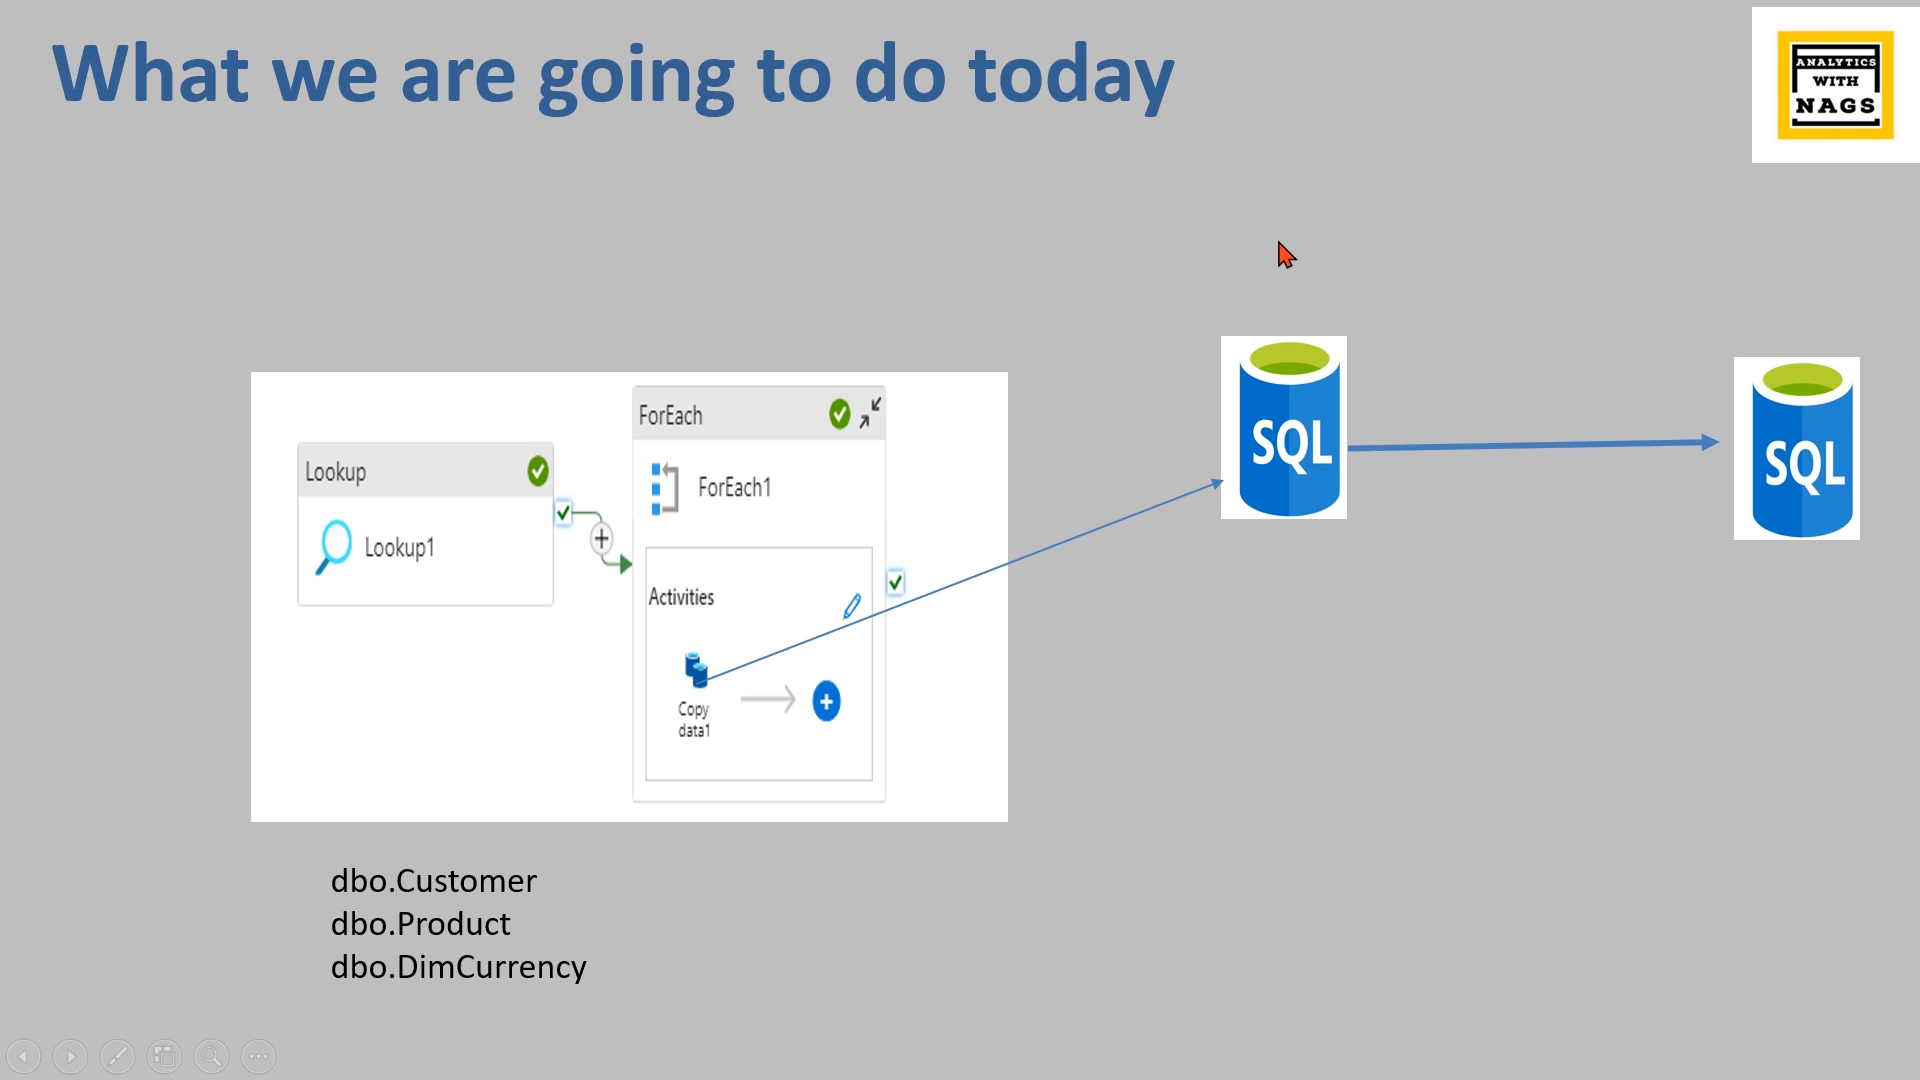 What we are going to do today
ANALYTICS
WITH
NAGS
Lookup
Lookup1
ForEach
ForEach1
Activities
Copy
data1
SQL
SQL
dbo.Customer
dbo.Product
dbo.DimCurrency